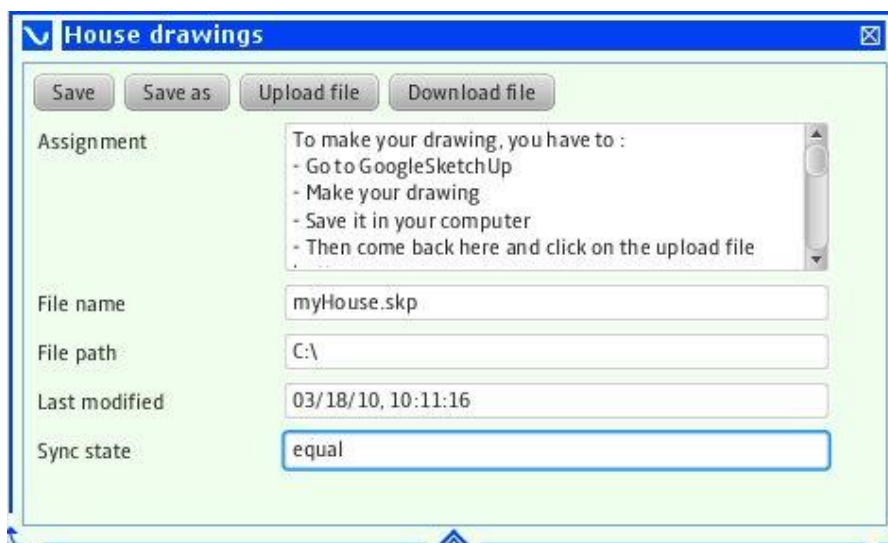 House drawings
Save Save as Upload file Download file
Assignment
To make your drawing, you have to :
- Go to GoogleSketchUp
- Make your drawing
- Save it in your computer
- Then come back here and click on the upload file
File name myHouse.skp
File path C:\
Last modified 03/18/10, 10:11:16
Sync state equal